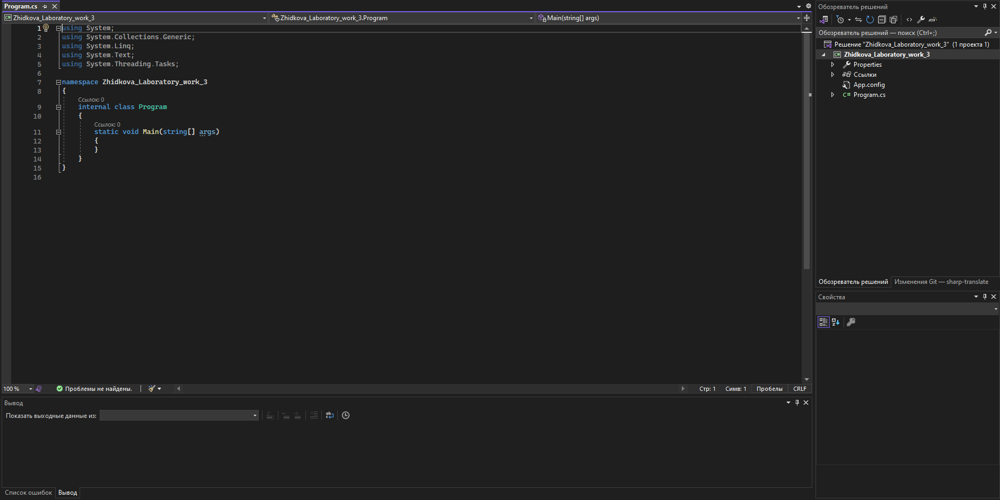 Program.cs
Zhidkova_Laboratory_work_3
Zhidkova_Laboratory_work_3.Program
Main(string[] args)
1 using System;
2 using System.Collections.Generic;
3 using System.Linq;
4 using System.Text;
5 using System.Threading.Tasks;
6
7 namespace Zhidkova_Laboratory_work_3
8 {
Ссылок: 0
9 internal class Program
10 {
Ссылок: 0
11 static void Main(string[] args)
12 {
13 }
14 }
15 }
16
100 %
Проблемы не найдены.
Стр: 1
Симв: 1
Пробелы
CRLF
Вывод
Показать выходные данные из:
Список ошибок
Вывод
Обозреватель решений
Обозреватель решений — поиск (Ctrl+;)
Решение "Zhidkova_Laboratory_work_3" (1 проекта 1)
Zhidkova_Laboratory_work_3
Properties
Ссылки
App.config
C# Program.cs
Обозреватель решений
Изменения Git — sharp-translate
Свойства